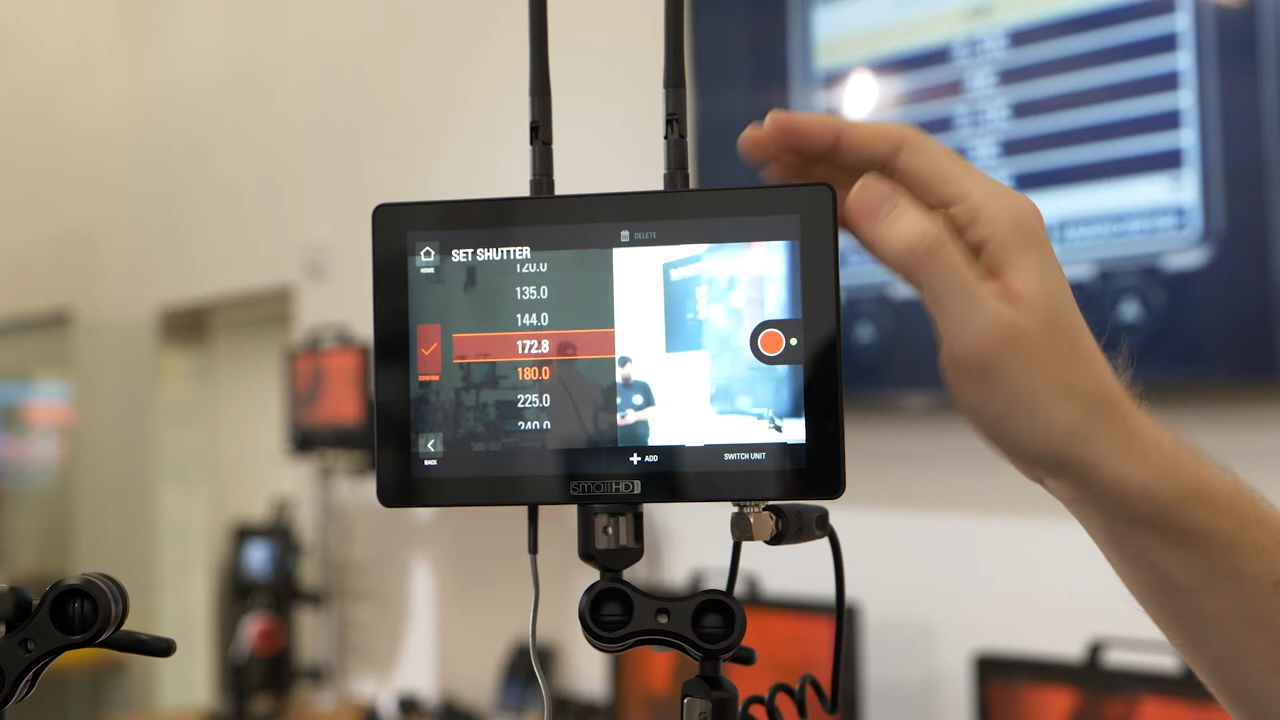 DELETE
SET SHUTTER
HOME
120.0
135.0
144.0
172.8
CONFIRM
180.0
225.0
240.0
BACK
ADD
SWITCH UNIT
smallHD